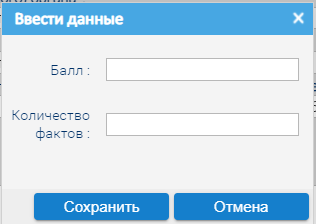 Ввести данные
Балл :
Количество
фактов :
Сохранить
Отмена